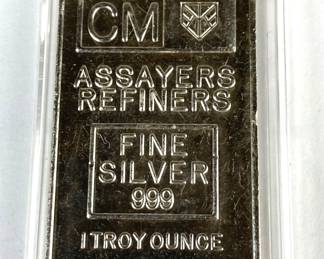 CM
ASSAYERS
REFINERS
FINE
SILVER
999
1 TROY OUNCE